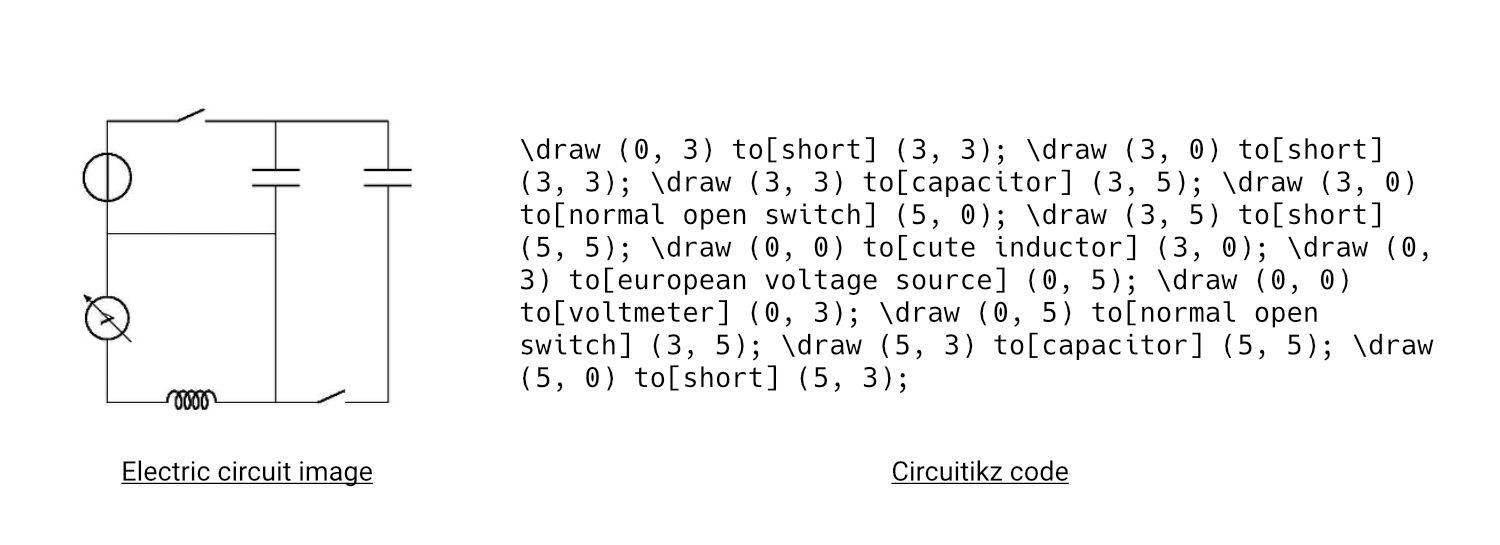 \draw (0, 3) to[short] (3, 3); \draw (3, 0) to[short]
(3, 3); \draw (3, 3) to[capacitor] (3, 5); \draw (3, 0)
to[normal open switch] (5, 0); \draw (3, 5) to[short]
(5, 5); \draw (0, 0) to[cute inductor] (3, 0); \draw (0,
3) to[european voltage source] (0, 5); \draw (0, 0)
to[voltmeter] (0, 3); \draw (0, 5) to[normal open
switch] (3, 5); \draw (5, 3) to[capacitor] (5, 5); \draw
(5, 0) to[short] (5, 3);
Electric circuit image
Circuitikz code